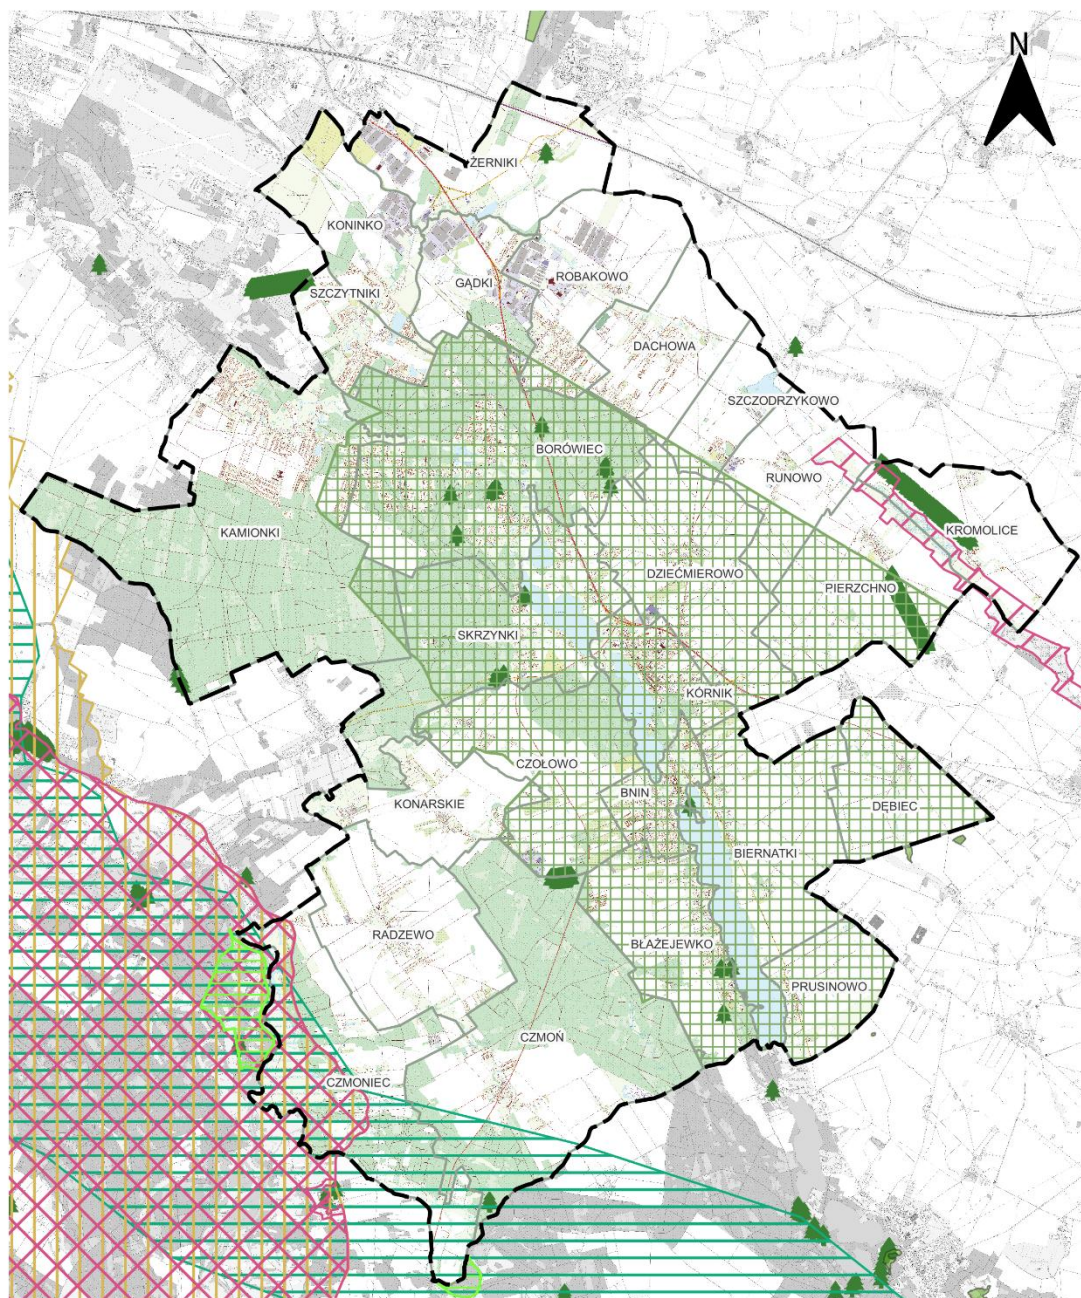 N
ŻERNIKI
KONINKO
ROBAKOWO
GĄDKI
SZCZYTNIKI
DACHOWA
SZCZODRZYKOWO
BORÓWIEC
RUNOWO
KROMOLICE
KAMIONKI
DZIEĆMIEROWO
PIERZCHNO
SKRZYNKI
KÓRNIK
CZOŁOWO
BNIN
KONARSKIE
DĘBIEC
BIERNATKI
RADZEWO
BŁAŻEJEWKO
PRUSINOWO
CZMOŃ
CZMONIEC